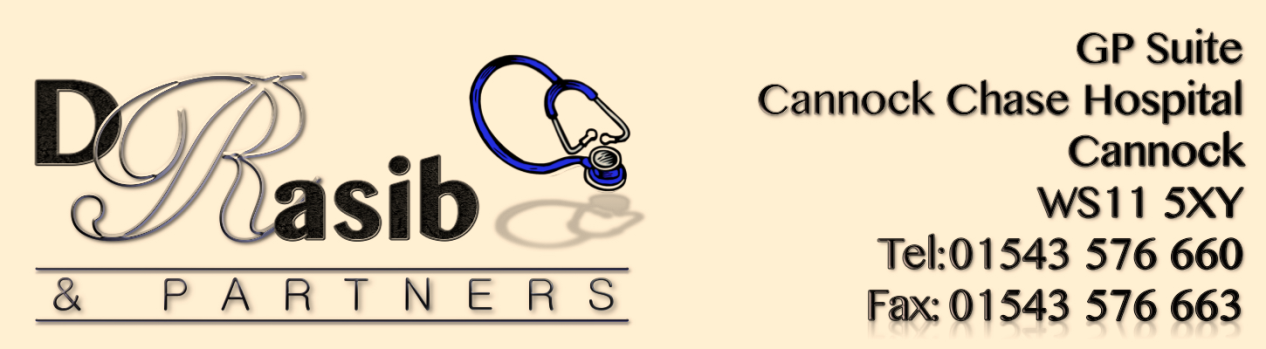 DRasib
& PARTNERS
GP Suite
Cannock Chase Hospital
Cannock
WS11 5XY
Tel:01543 576 660
Fax: 01543 576 663